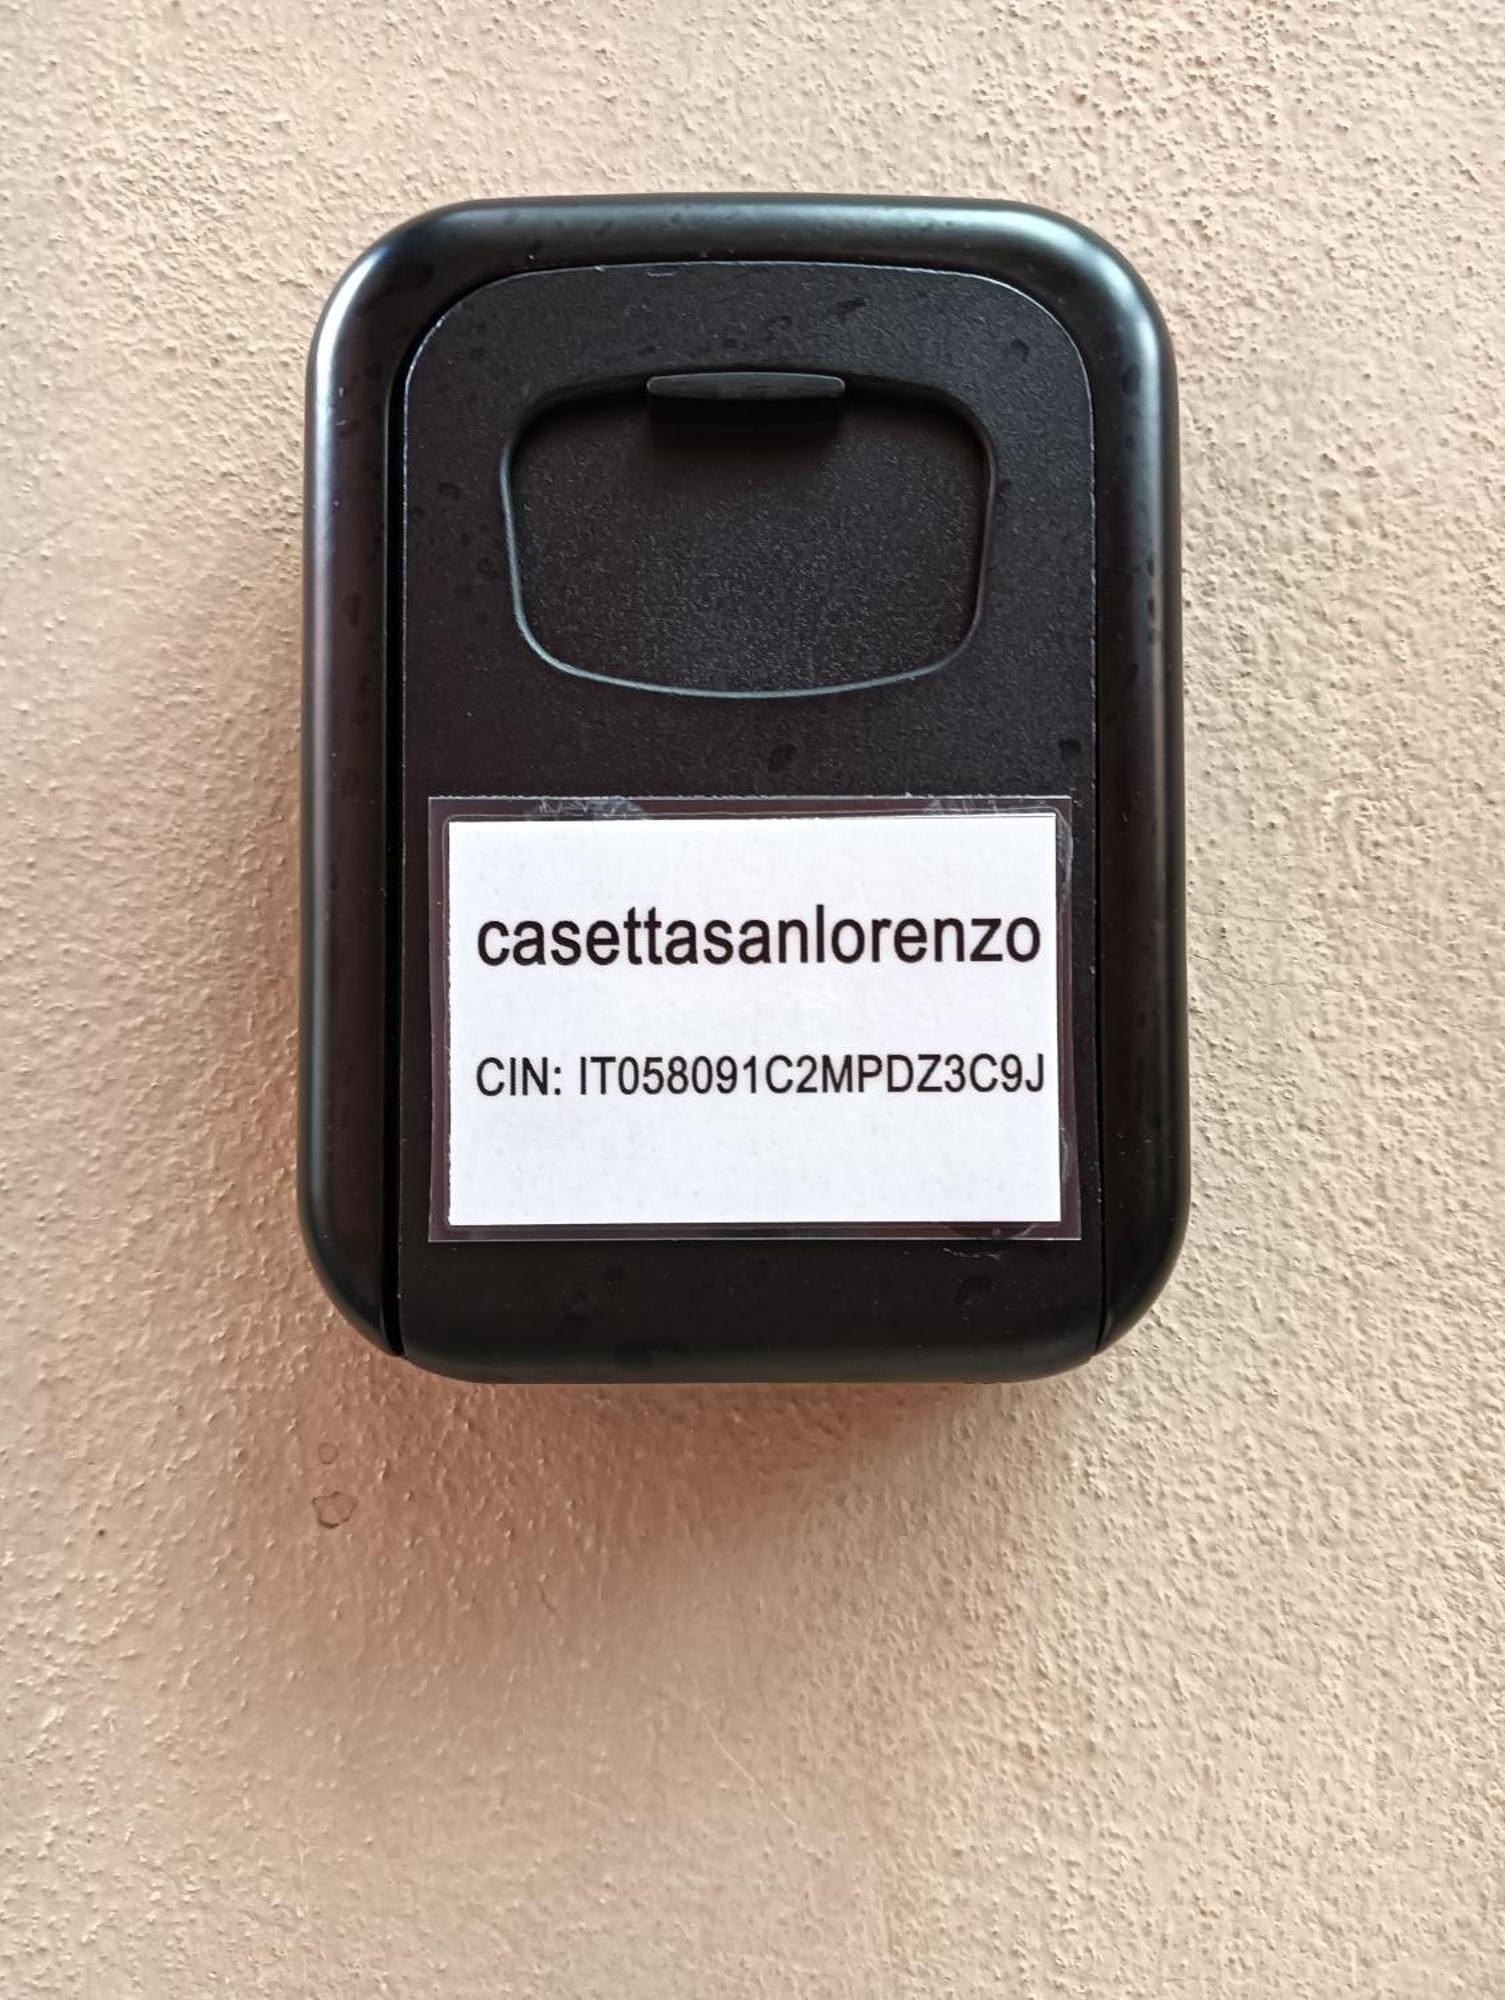 casettasanlorenzo
CIN: IT058091C2MPDZ3C9J